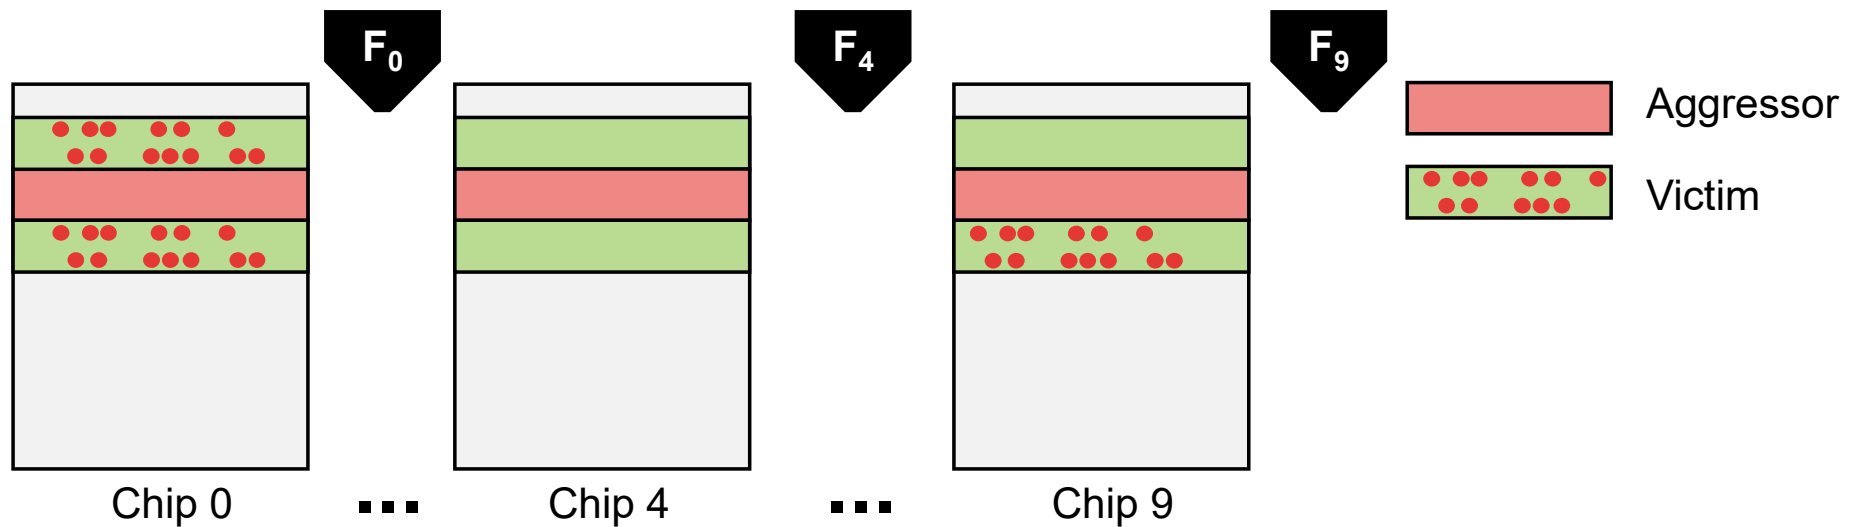 F₀
F₄
F₉
Aggressor
Victim
Chip 0
...
Chip 4
...
Chip 9